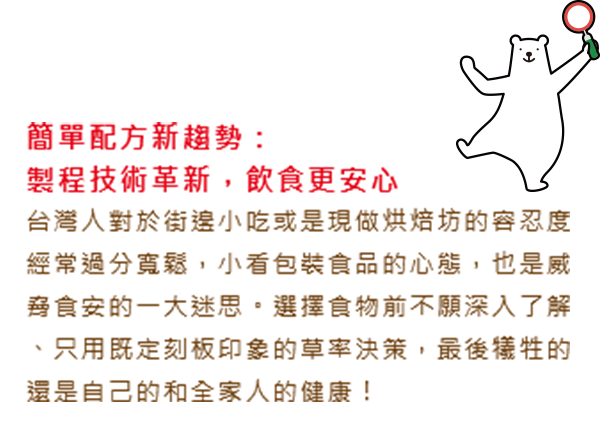 簡單配方新趨勢：
製程技術革新，飲食更安心
台灣人對於街邊小吃或是現做烘焙坊的容忍度
經常過分寬鬆，小看包裝食品的心態，也是威
脅食安的一大迷思。選擇食物前不願深入了解
、只用既定刻板印象的草率決策，最後犧牲的
還是自己的和全家人的健康！